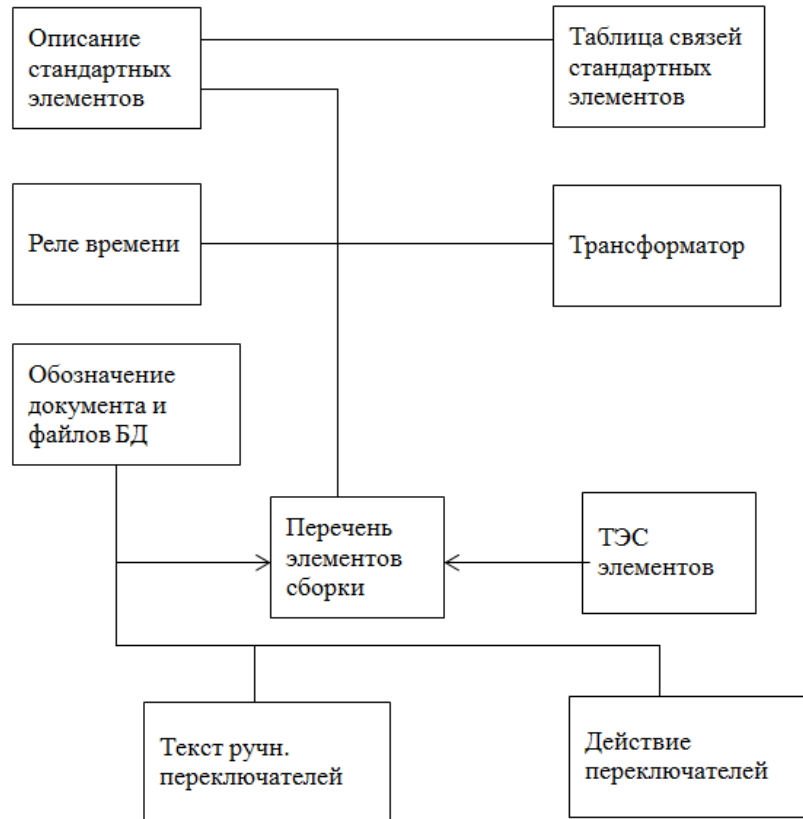 Описание
стандартных
элементов
Таблица связей
стандартных
элементов
Реле времени
Трансформатор
Обозначение
документа и
файлов БД
Перечень
элементов
сборки
ТЭС
элементов
Текст ручн.
переключателей
Действие
переключателей